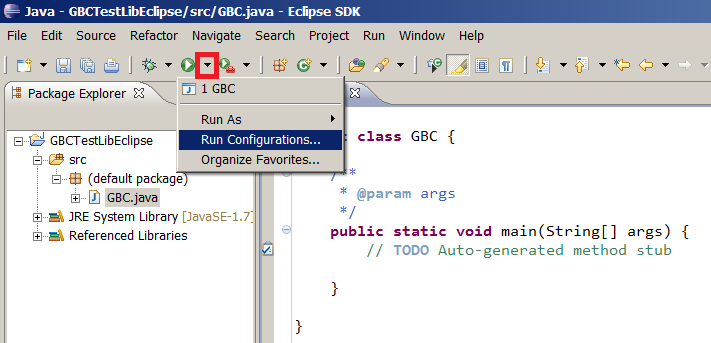 Java - GBCTestLibEclipse/src/GBC.java - Eclipse SDK
File Edit Source Refactor Navigate Search Project Run Window Help
Package Explorer
1 GBC
Run As
Run Configurations...
Organize Favorites...
GBCTestLibEclipse
src
(default package)
GBC.java
JRE System Library [JavaSE-1.7]
Referenced Libraries
class GBC {
/**
* @param args
*/
public static void main(String[] args) {
// TODO Auto-generated method stub
}
}